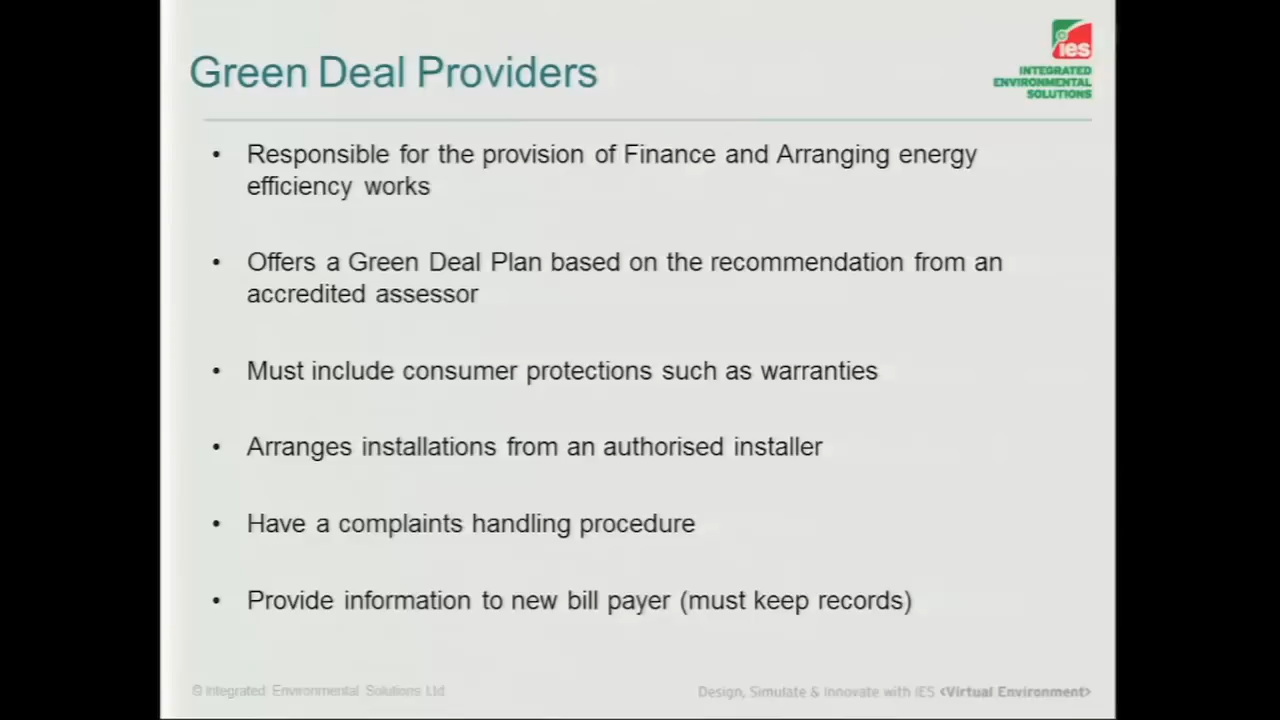 Green Deal Providers
ies
INTEGRATED
ENVIRONMENTAL
SOLUTIONS
• Responsible for the provision of Finance and Arranging energy
efficiency works
• Offers a Green Deal Plan based on the recommendation from an
accredited assessor
• Must include consumer protections such as warranties
• Arranges installations from an authorised installer
• Have a complaints handling procedure
• Provide information to new bill payer (must keep records)
© Integrated Environmental Solutions Ltd
Design, Simulate & Innovate with IES <Virtual Environment>